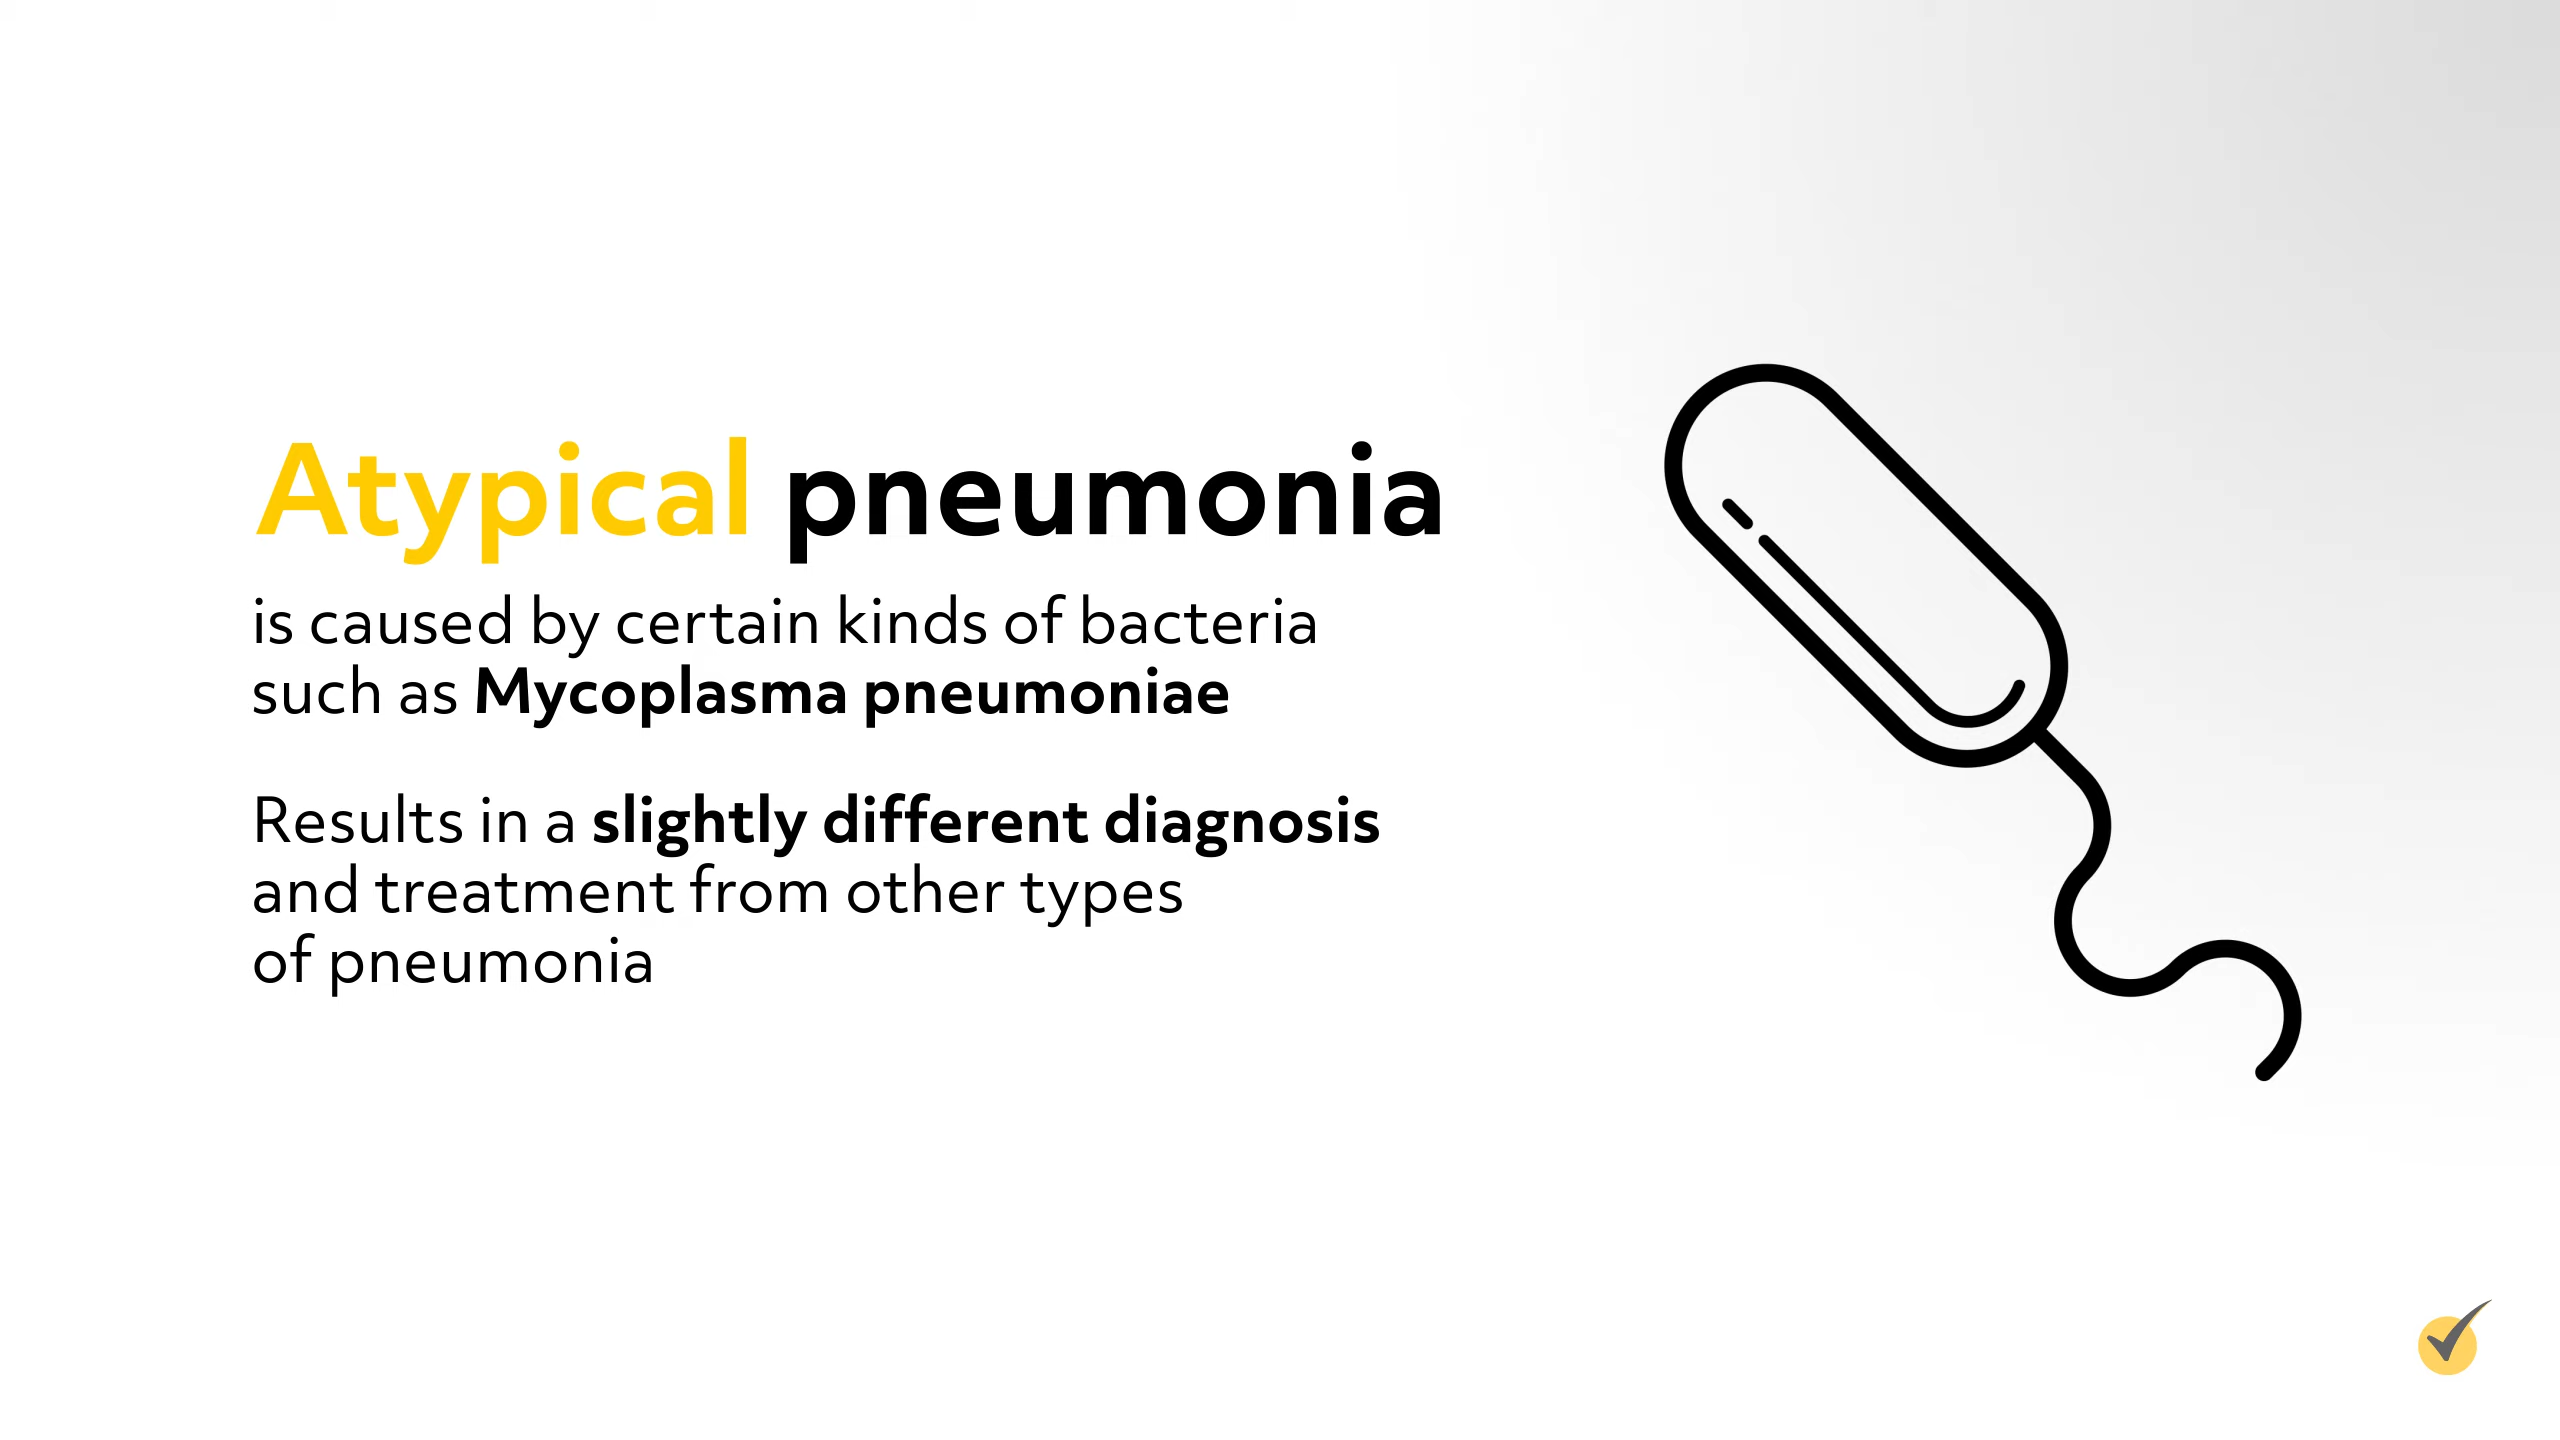 Atypical pneumonia
is caused by certain kinds of bacteria
such as Mycoplasma pneumoniae
Results in a slightly different diagnosis
and treatment from other types
of pneumonia